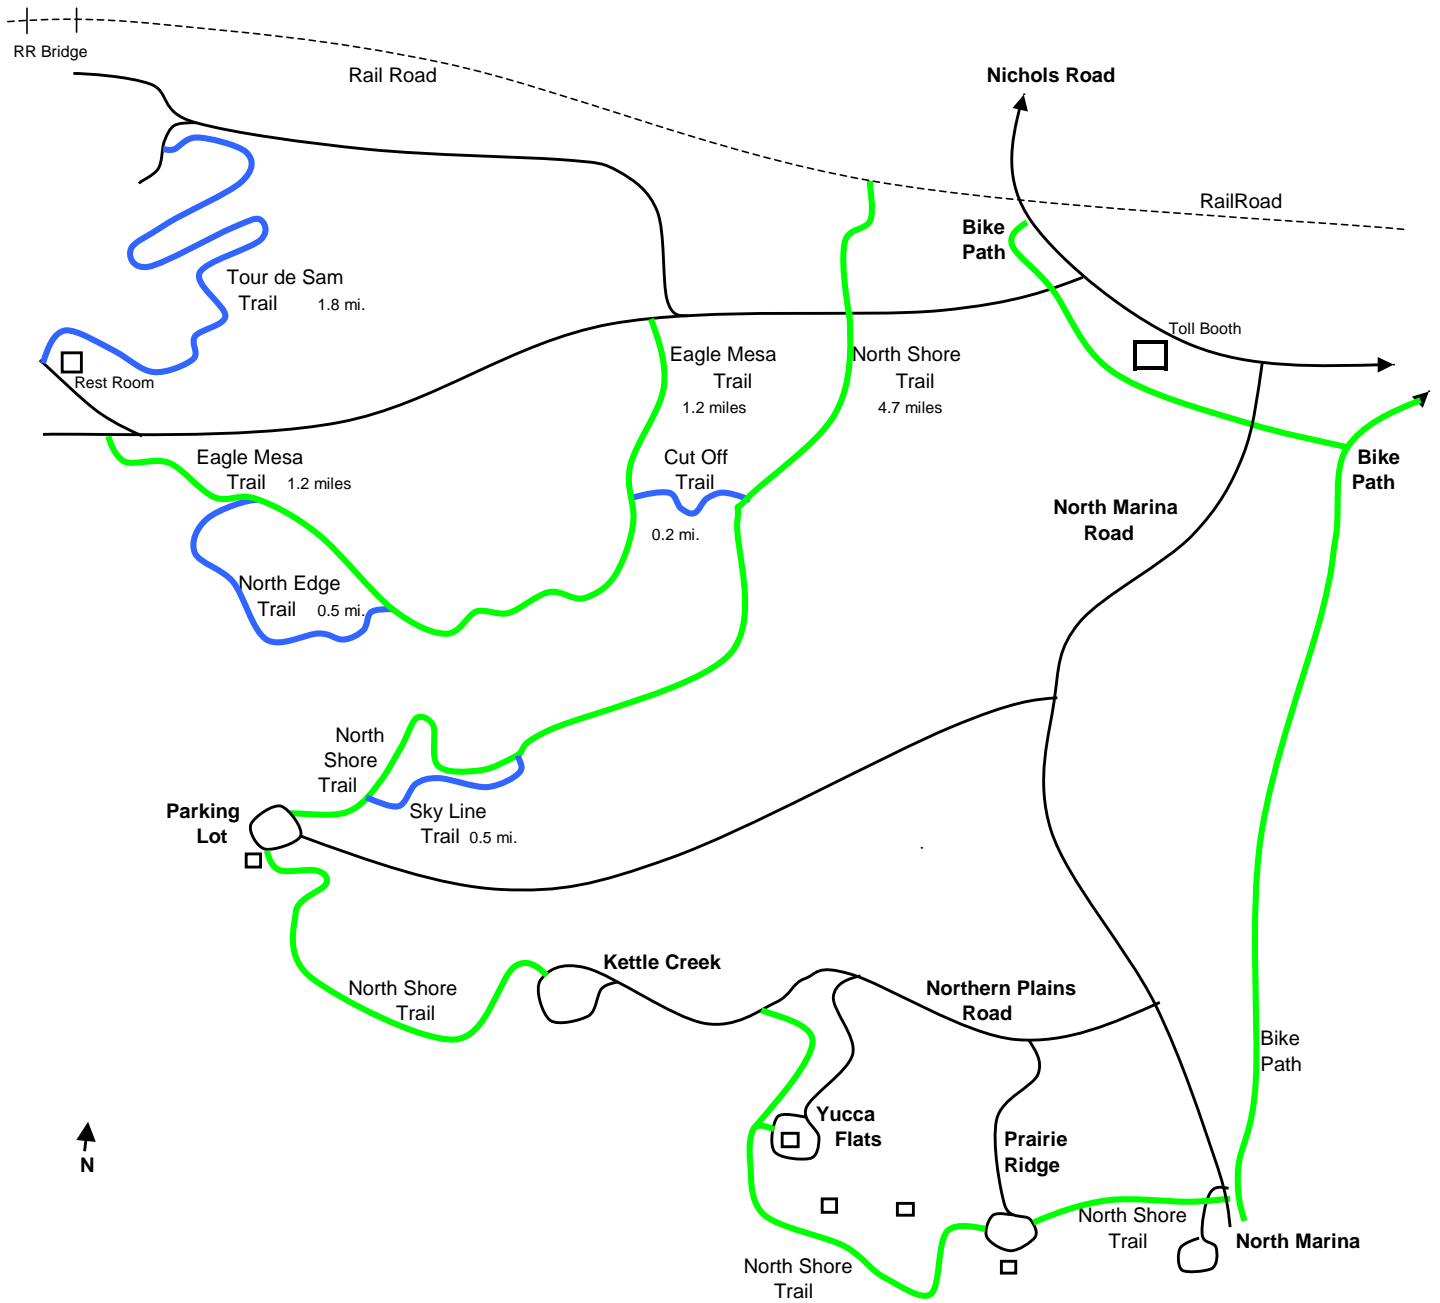 RR Bridge
Rail Road
Nichols Road
RailRoad
Bike
Path
Tour de Sam
Trail 1.8 mi.
Toll Booth
Rest Room
Eagle Mesa
Trail
1.2 miles
North Shore
Trail
4.7 miles
Eagle Mesa
Trail 1.2 miles
Cut Off
Trail
0.2 mi.
Bike
Path
North Marina
Road
North Edge
Trail 0.5 mi.
North
Shore
Trail
Parking
Lot
Sky Line
Trail 0.5 mi.
Kettle Creek
North Shore
Trail
Northern Plains
Road
Bike
Path
Yucca
Flats
Prairie
Ridge
N
North Shore
Trail
North Marina
North Shore
Trail